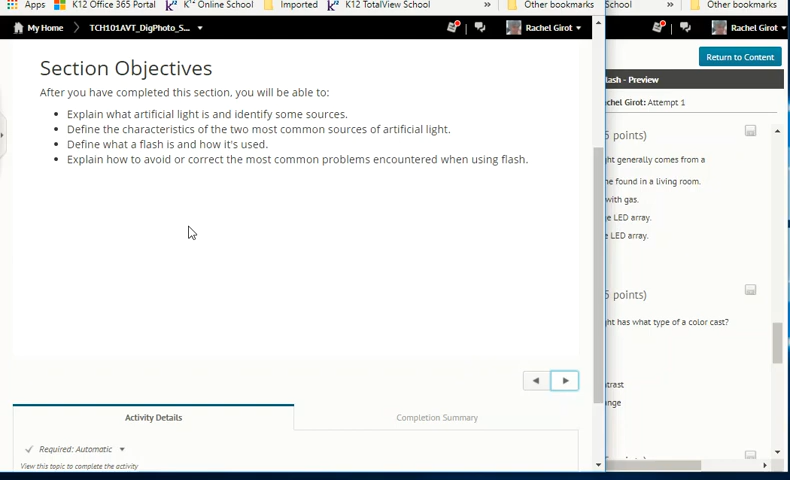 Apps K12 Office 365 Portal K¹² Online School Imported K12 TotalView School » Other bookmarks
School » Other bookmarks
My Home TCH101AVT_DigPhoto_S... Rachel Girot
Rachel Girot
Return to Content
Section Objectives
lash - Preview
After you have completed this section, you will be able to:
chel Girot: Attempt 1
Explain what artificial light is and identify some sources.
Define the characteristics of the two most common sources of artificial light.
Define what a flash is and how it's used.
Explain how to avoid or correct the most common problems encountered when using flash.
5 points)
ght generally comes from a
ne found in a living room.
with gas.
ge LED array.
e LED array.
5 points)
ght has what type of a color cast?
trast
ange
Activity Details Completion Summary
Required: Automatic
View this topic to complete the activity